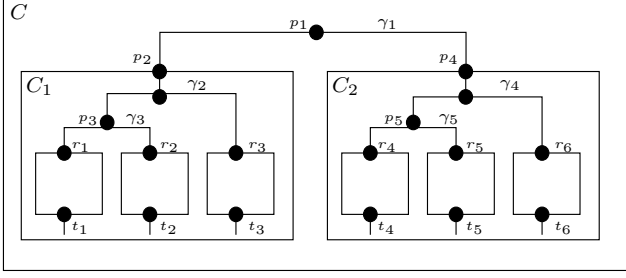 C
p₁ γ₁
p₂ p₄
C₁ γ₂ C₂ γ₄
p₃ γ₃ p₅ γ₅
r₁ r₂ r₃ r₄ r₅ r₆
t₁ t₂ t₃ t₄ t₅ t₆